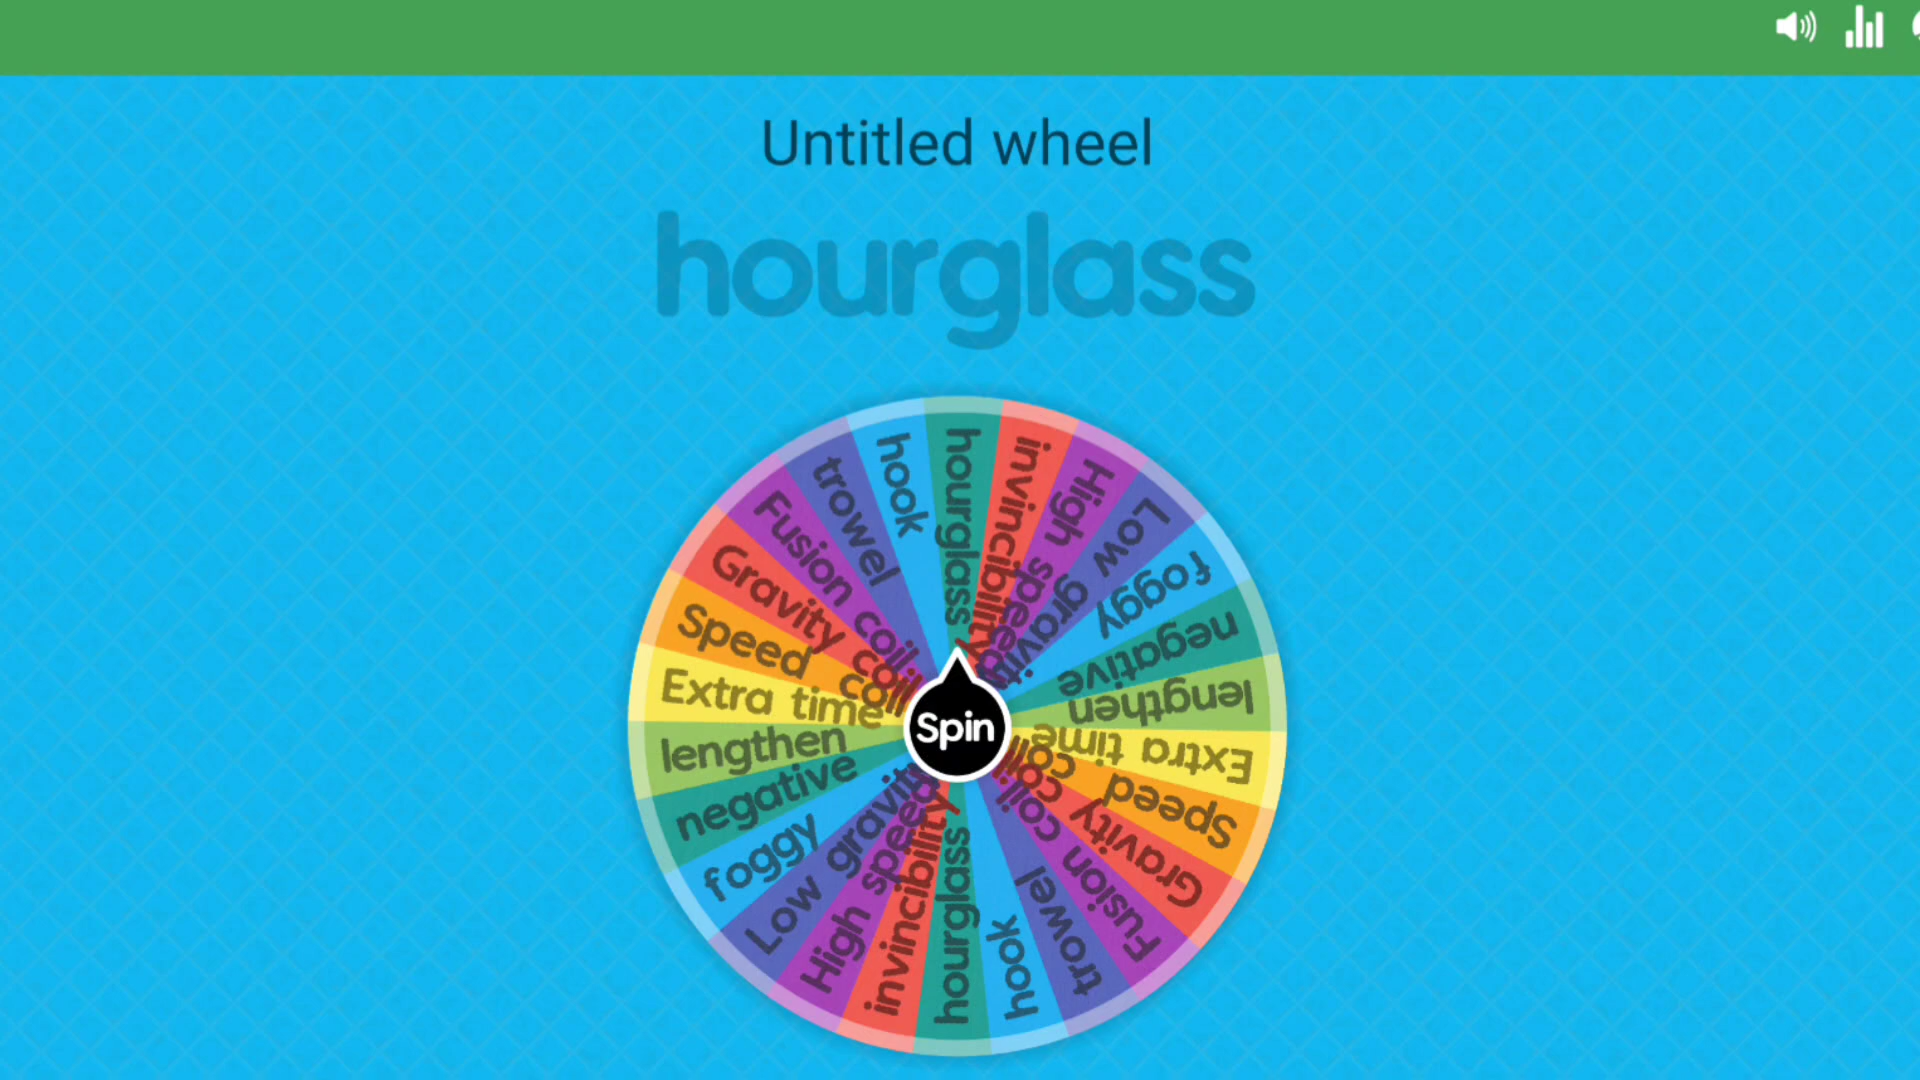 Untitled wheel
hourglass
hourglass
invincibility
High speed
Low gravity
foggy
negative
lengthen
Extra time
Speed coil
Gravity coil
Fusion coil
trowel
hook
hourglass
invincibility
High speed
Low gravity
foggy
negative
lengthen
Extra time
Speed coil
Gravity coil
Fusion coil
trowel
hook
Spin